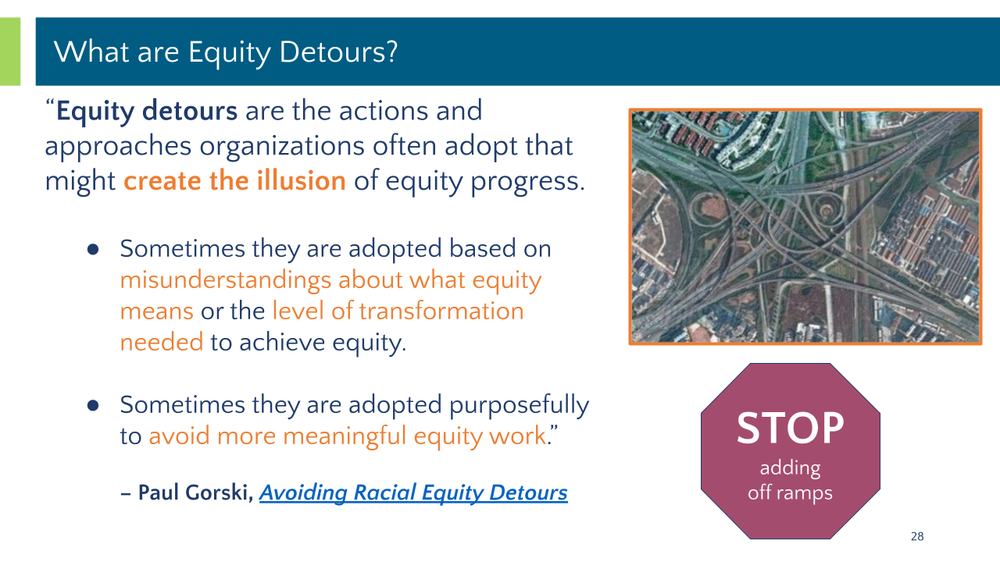 What are Equity Detours?
“Equity detours are the actions and
approaches organizations often adopt that
might create the illusion of equity progress.
● Sometimes they are adopted based on
misunderstandings about what equity
means or the level of transformation
needed to achieve equity.
● Sometimes they are adopted purposefully
to avoid more meaningful equity work.”
– Paul Gorski, Avoiding Racial Equity Detours
STOP
adding
off ramps
28